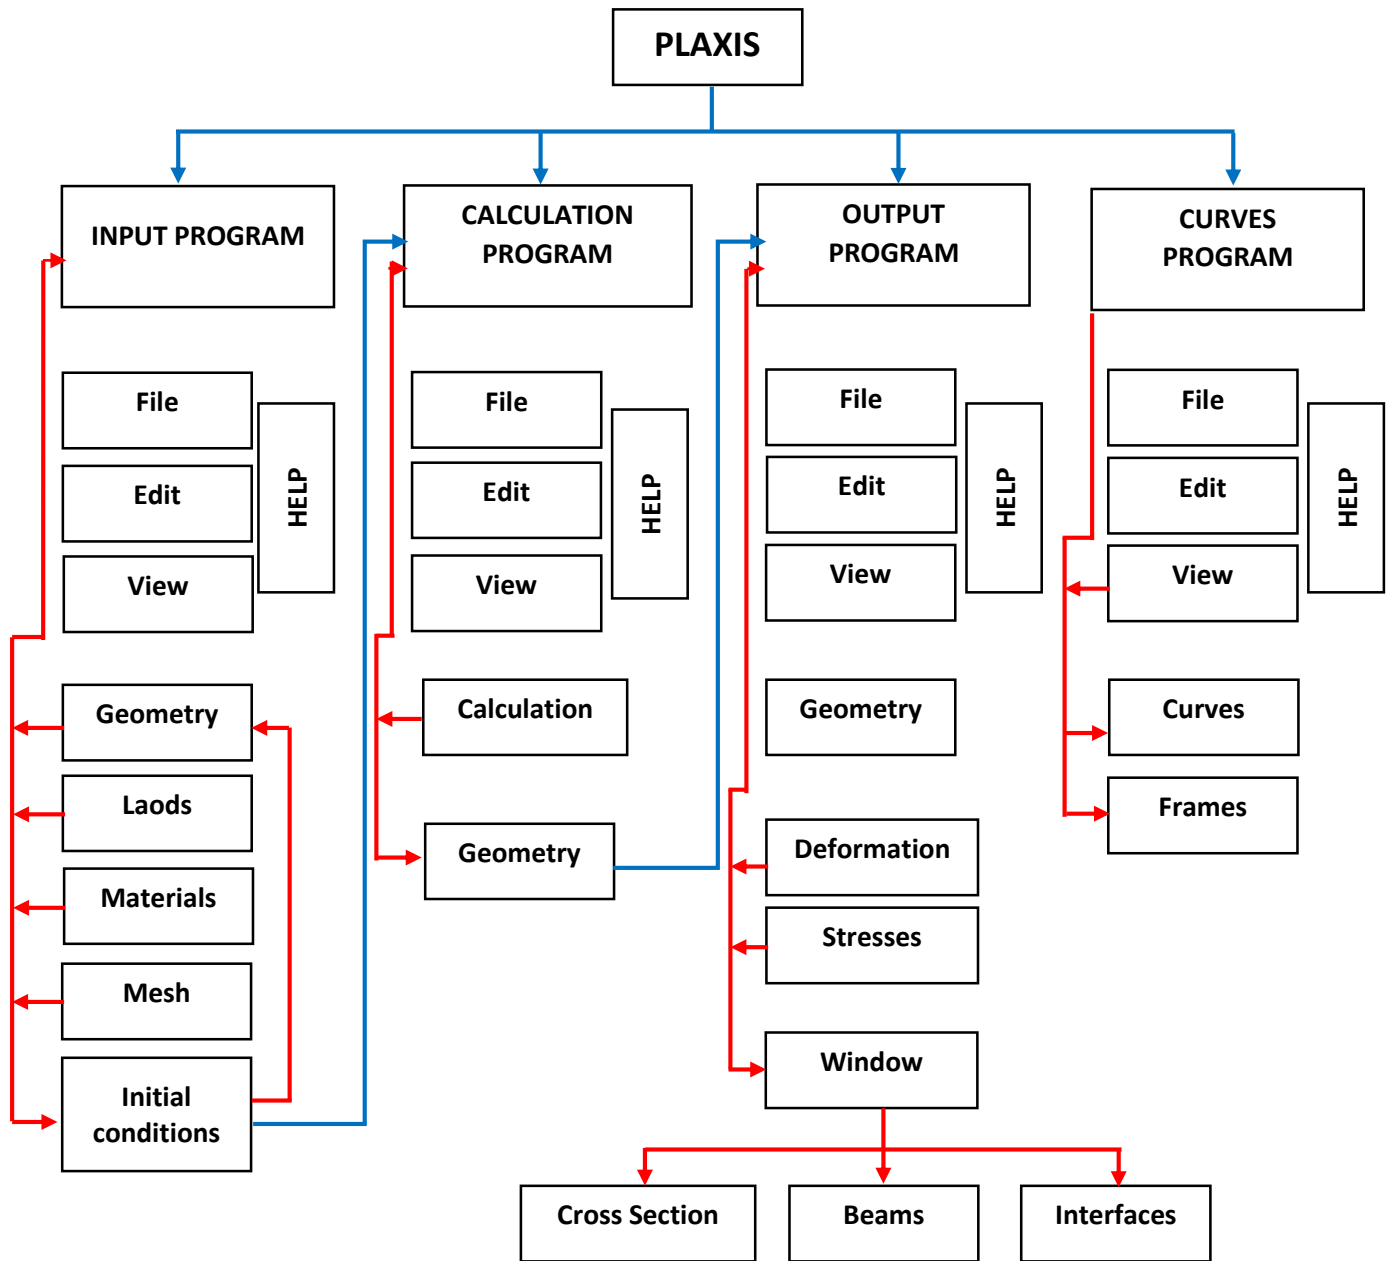 PLAXIS
INPUT PROGRAM
CALCULATION
PROGRAM
OUTPUT
PROGRAM
CURVES
PROGRAM
File
Edit
View
HELP
File
Edit
View
HELP
File
Edit
View
HELP
File
Edit
View
HELP
Geometry
Laods
Materials
Mesh
Initial
conditions
Calculation
Geometry
Geometry
Deformation
Stresses
Window
Curves
Frames
Cross Section
Beams
Interfaces